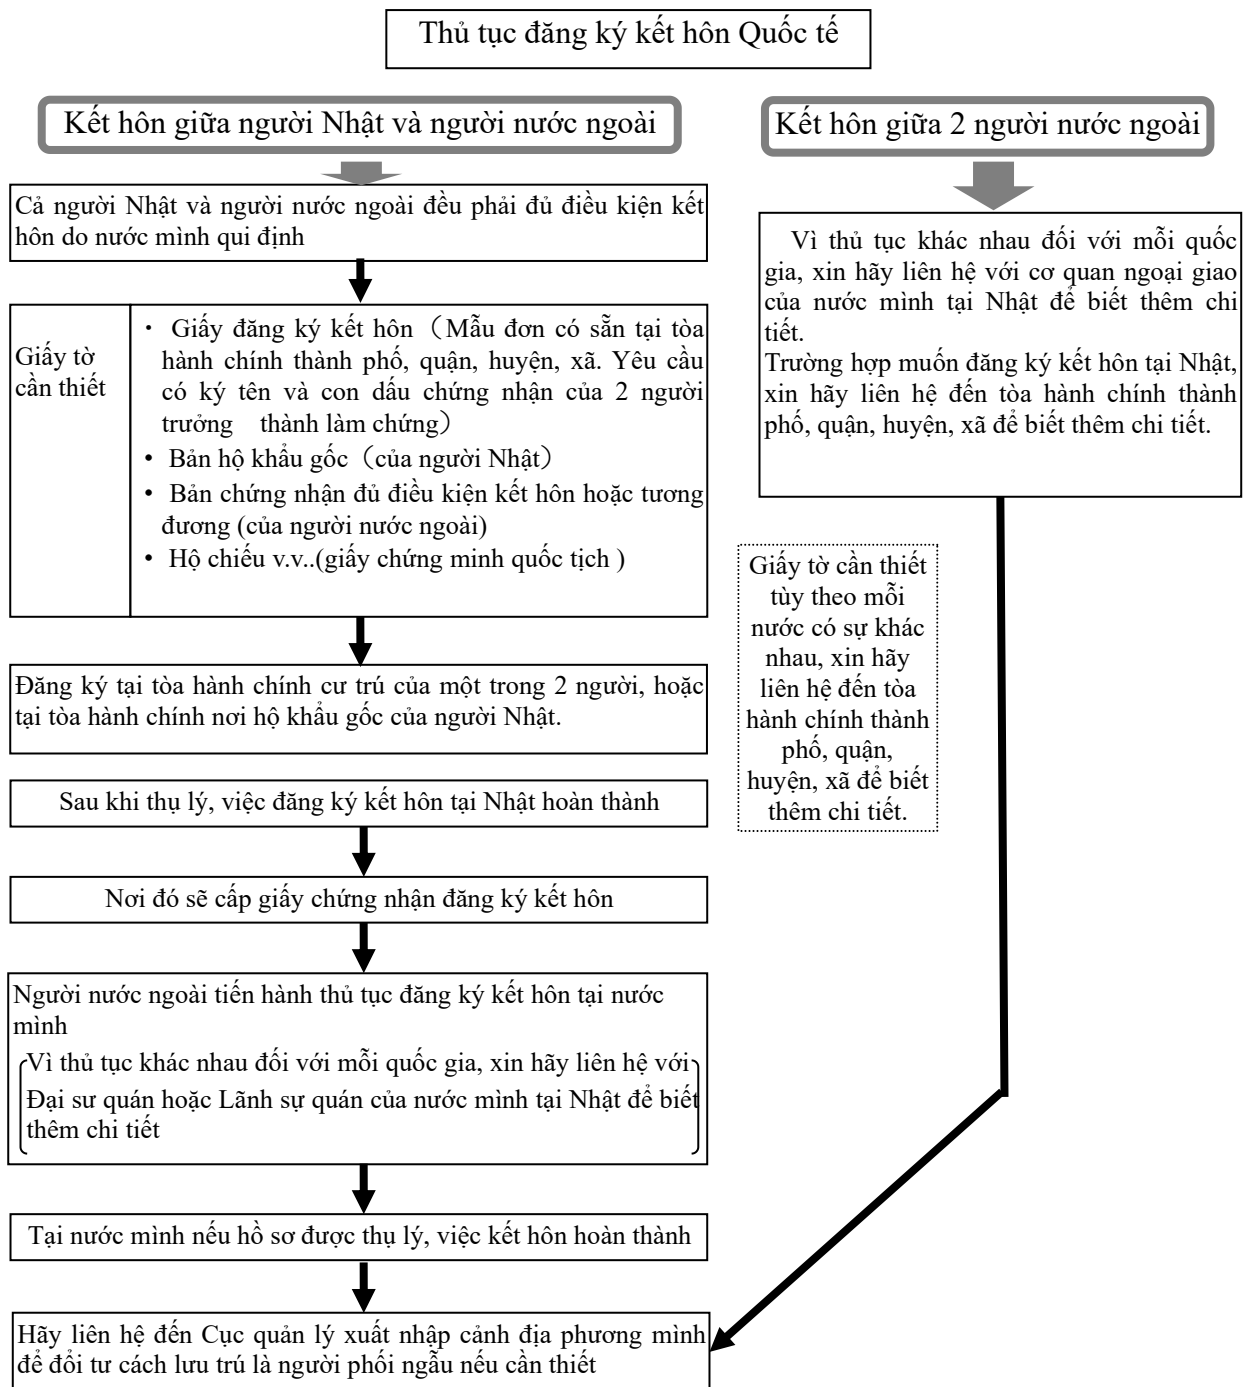 Thủ tục đăng ký kết hôn Quốc tế
Kết hôn giữa người Nhật và người nước ngoài
Cả người Nhật và người nước ngoài đều phải đủ điều kiện kết
hôn do nước mình qui định
Giấy tờ
cần thiết
・ Giấy đăng ký kết hôn（Mẫu đơn có sẵn tại tòa
hành chính thành phố, quận, huyện, xã. Yêu cầu
có ký tên và con dấu chứng nhận của 2 người
trưởng thành làm chứng）
• Bản hộ khẩu gốc（của người Nhật）
• Bản chứng nhận đủ điều kiện kết hôn hoặc tương
đương (của người nước ngoài)
• Hộ chiếu v.v..(giấy chứng minh quốc tịch )
Đăng ký tại tòa hành chính cư trú của một trong 2 người, hoặc
tại tòa hành chính nơi hộ khẩu gốc của người Nhật.
Sau khi thụ lý, việc đăng ký kết hôn tại Nhật hoàn thành
Nơi đó sẽ cấp giấy chứng nhận đăng ký kết hôn
Người nước ngoài tiến hành thủ tục đăng ký kết hôn tại nước
mình
Vì thủ tục khác nhau đối với mỗi quốc gia, xin hãy liên hệ với
Đại sư quán hoặc Lãnh sự quán của nước mình tại Nhật để biết
thêm chi tiết
Tại nước mình nếu hồ sơ được thụ lý, việc kết hôn hoàn thành
Hãy liên hệ đến Cục quản lý xuất nhập cảnh địa phương mình
để đổi tư cách lưu trú là người phối ngẫu nếu cần thiết
Kết hôn giữa 2 người nước ngoài
Vì thủ tục khác nhau đối với mỗi quốc
gia, xin hãy liên hệ với cơ quan ngoại giao
của nước mình tại Nhật để biết thêm chi
tiết.
Trường hợp muốn đăng ký kết hôn tại Nhật,
xin hãy liên hệ đến tòa hành chính thành
phố, quận, huyện, xã để biết thêm chi tiết.
Giấy tờ cần thiết
tùy theo mỗi
nước có sự khác
nhau, xin hãy
liên hệ đến tòa
hành chính thành
phố, quận,
huyện, xã để biết
thêm chi tiết.